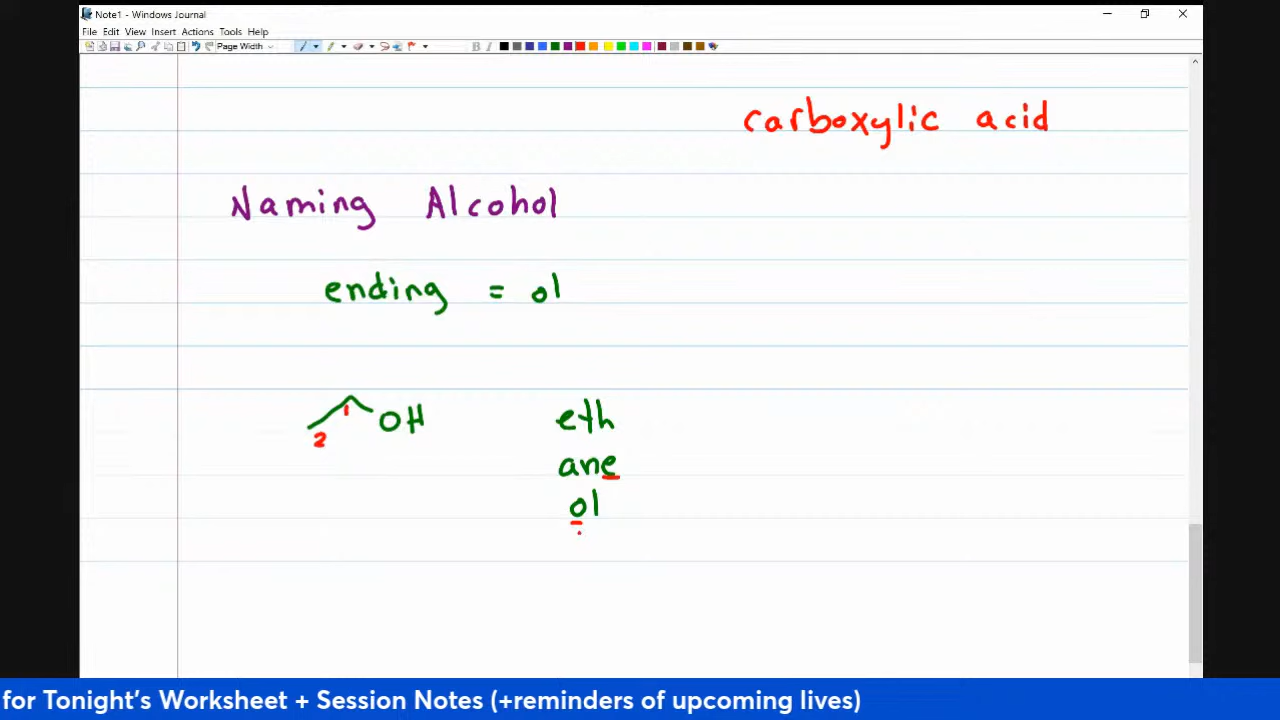 Note1 - Windows Journal
File Edit View Insert Actions Tools Help
Page Width B I
carboxylic acid
Naming Alcohol
ending = ol
1 OH eth
2
ane
ol
for Tonight’s Worksheet + Session Notes (+reminders of upcoming lives)